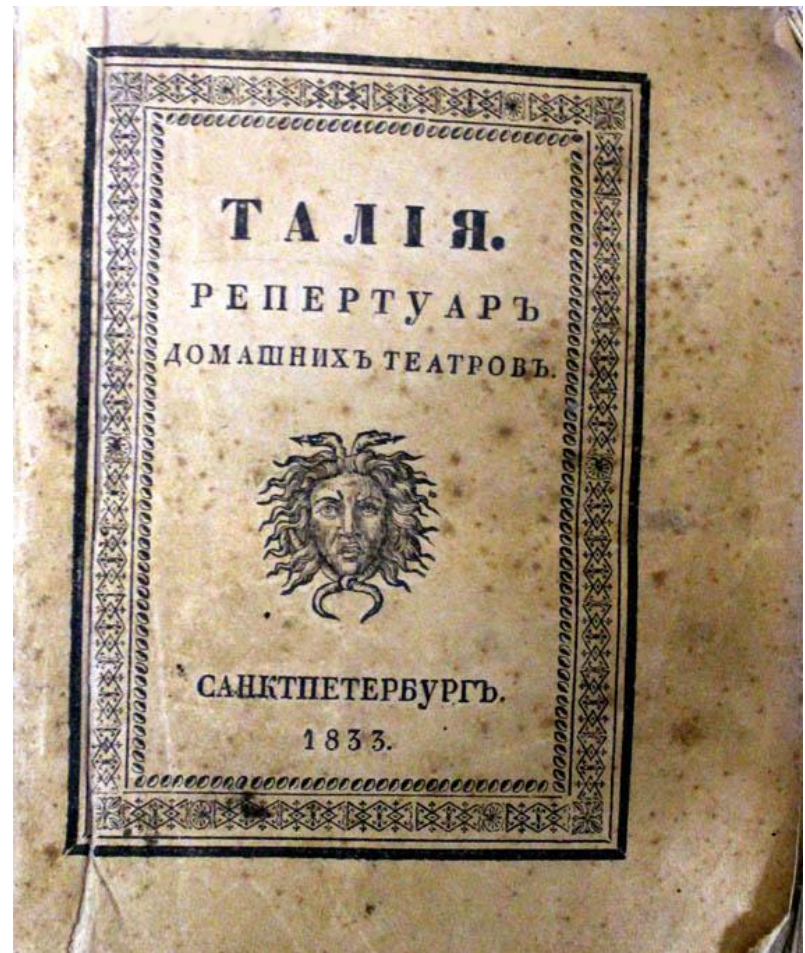 ТАЛІЯ.
РЕПЕРТУАРЪ
ДОМАШНИХЪ ТЕАТРОВЪ.
САНКТПЕТЕРБУРГЪ.
1833.